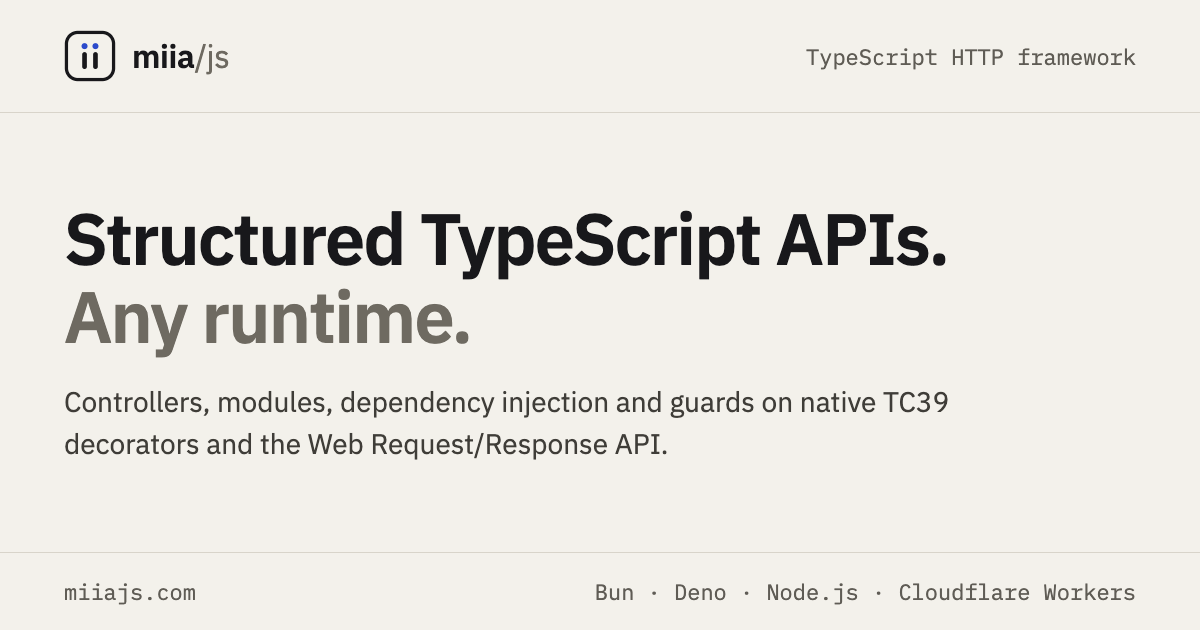 miia/js
TypeScript HTTP framework
Structured TypeScript APIs.
Any runtime.
Controllers, modules, dependency injection and guards on native TC39
decorators and the Web Request/Response API.
miiajs.com
Bun · Deno · Node.js · Cloudflare Workers